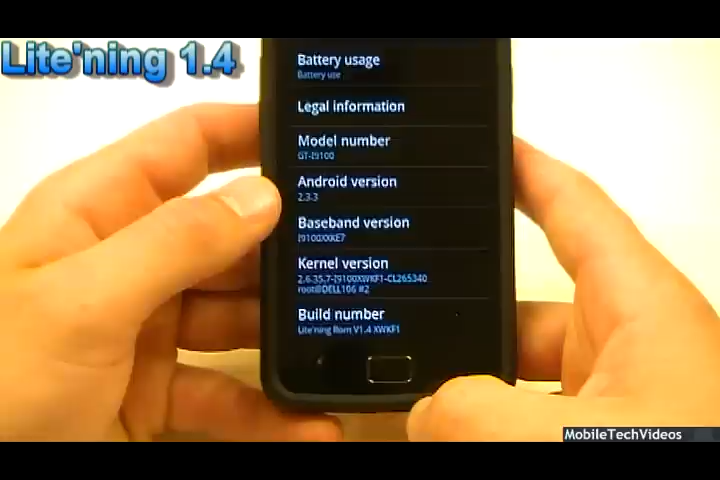 Lite'ning 1.4
Battery usage
Battery use
Legal information
Model number
GT-I9100
Android version
2.3.3
Baseband version
I9100XXKE7
Kernel version
2.6.35.7-I9100XWKF1-CL265340
root@DELL106 #2
Build number
Lite'ning Rom V1.4 XWKF1
MobileTechVideos